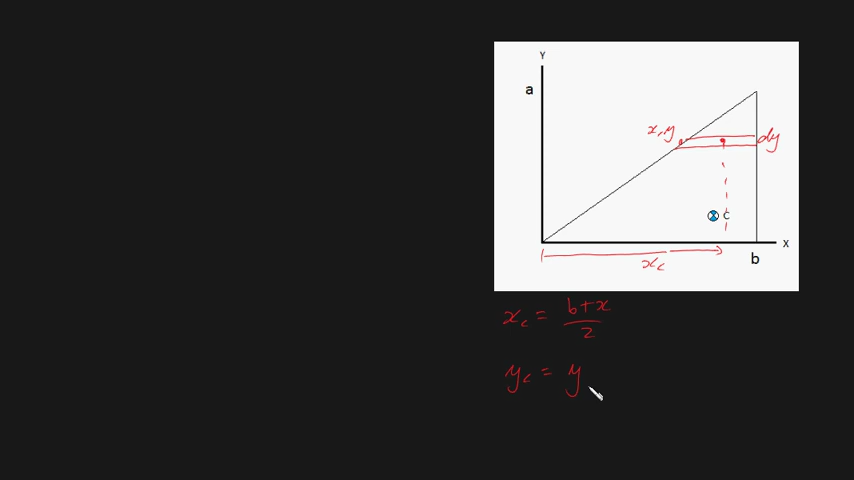 Y
a
x, y
dy
C
X
x_c
b
x_c = (b + x)/2
y_c = y